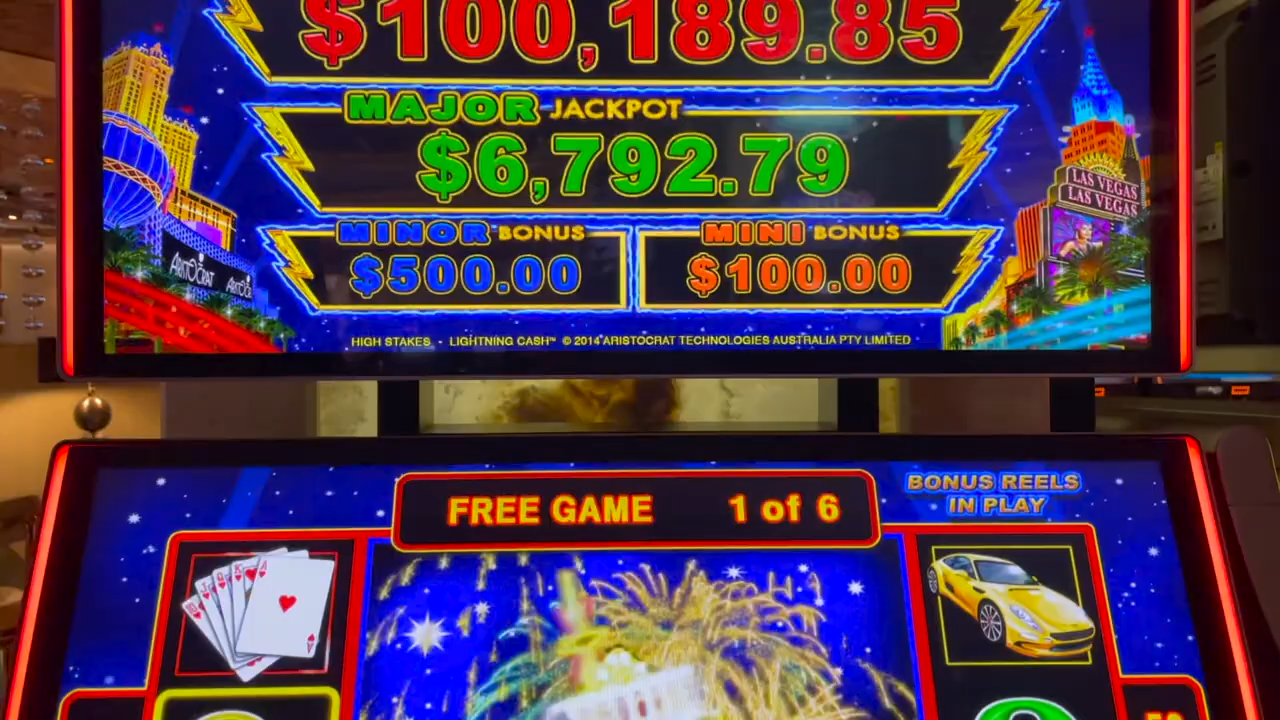 $100,189.85
MAJOR JACKPOT
$6,792.79
MINOR BONUS
$500.00
MINI BONUS
$100.00
LAS VEGAS
LAS VEGAS
ARISTOCRAT
HIGH STAKES - LIGHTNING CASH™ © 2014 ARISTOCRAT TECHNOLOGIES AUSTRALIA PTY LIMITED
FREE GAME 1 of 6
BONUS REELS
IN PLAY